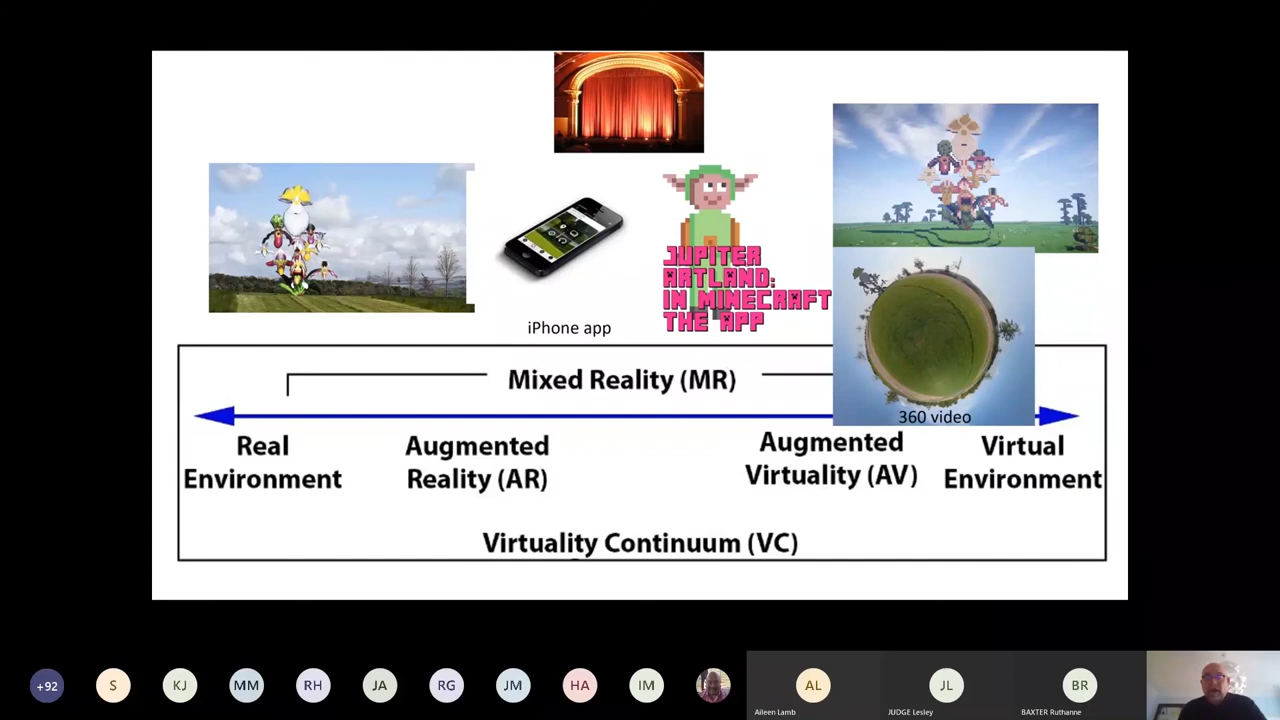 JUPITER
ARTLAND:
IN MINECRAFT
THE APP
iPhone app
Mixed Reality (MR)
360 video
Real
Environment
Augmented
Reality (AR)
Augmented
Virtuality (AV)
Virtual
Environment
Virtuality Continuum (VC)
+92
S
KJ
MM
RH
JA
RG
JM
HA
IM
AL
JL
BR
Aileen Lamb
JUDGE Lesley
BAXTER Ruthanne